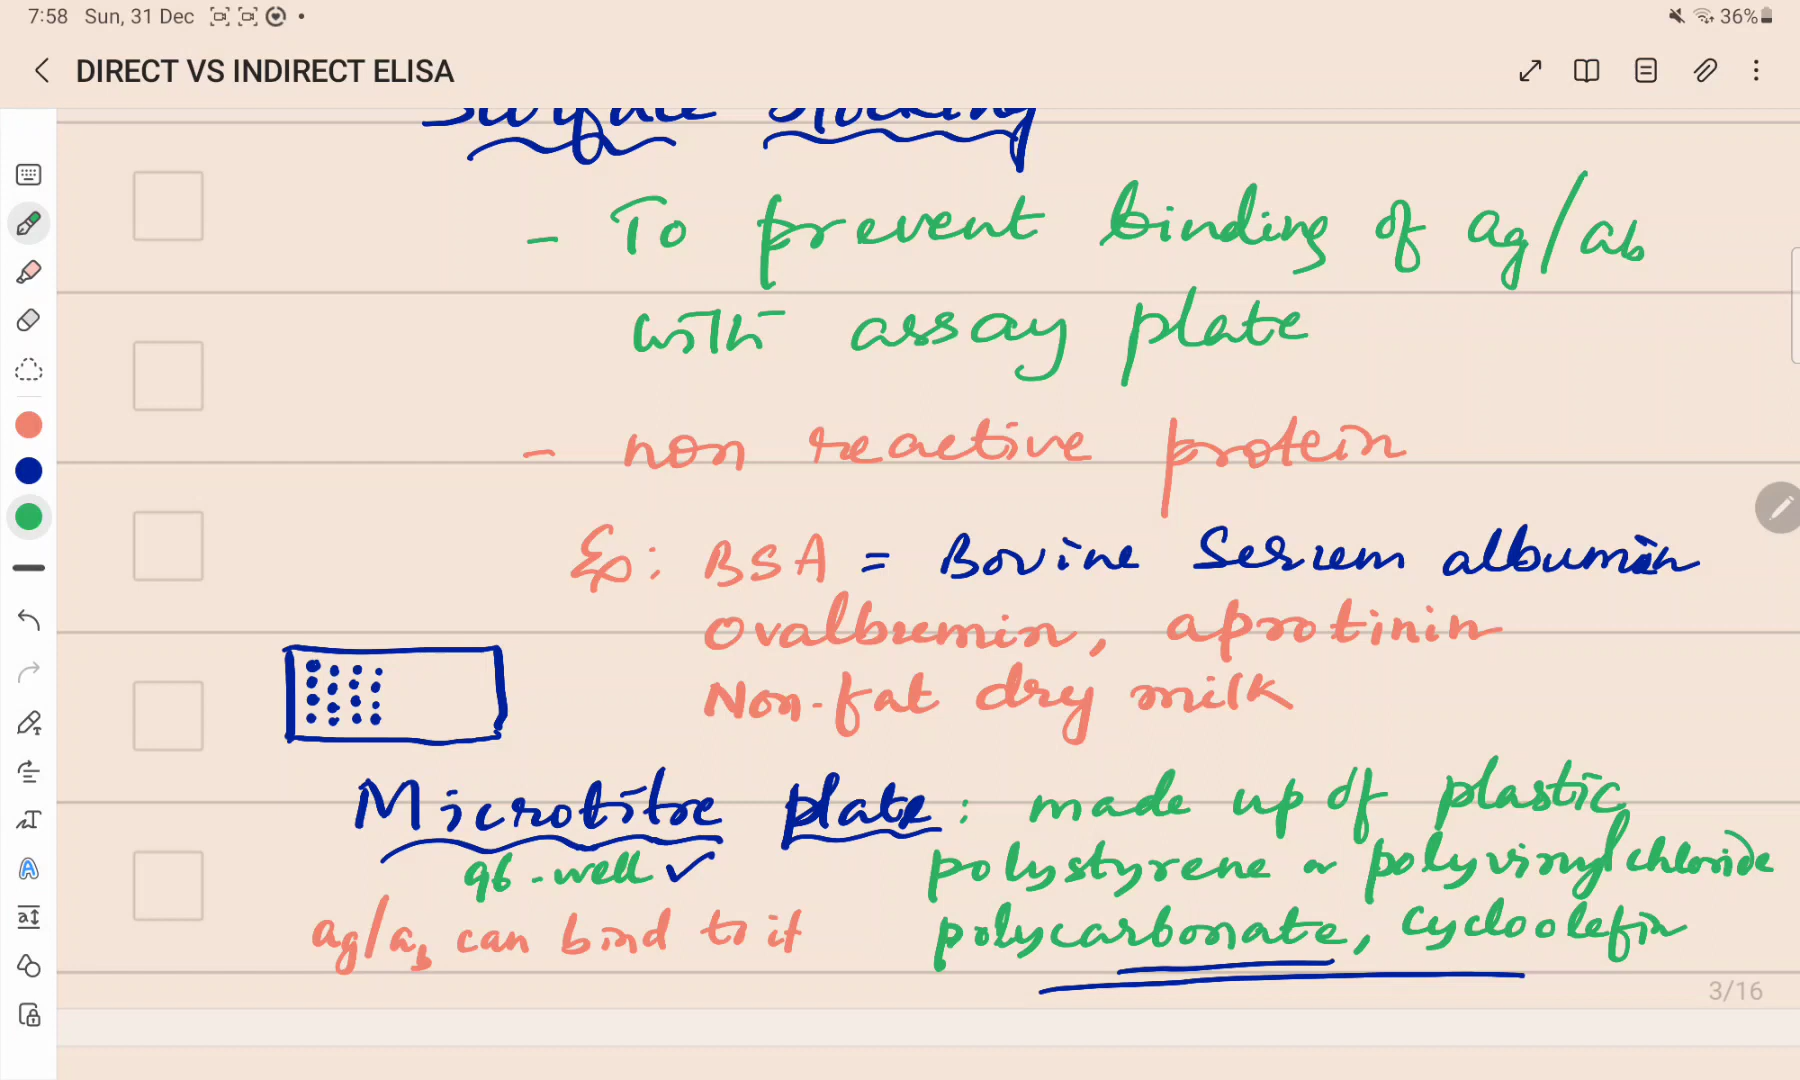 7:58 Sun, 31 Dec
36%
DIRECT VS INDIRECT ELISA
Surface blocking
- To prevent binding of ag/ab
with assay plate
- non reactive protein
Ex: BSA = Bovine Serum albumin
Ovalbumin, aprotinin
Non-fat dry milk
Microtitre plate : made up of plastic
96-well ✓ polystyrene or polyvinylchloride
ag/ab can bind to it polycarbonate, cycloolefin
3/16